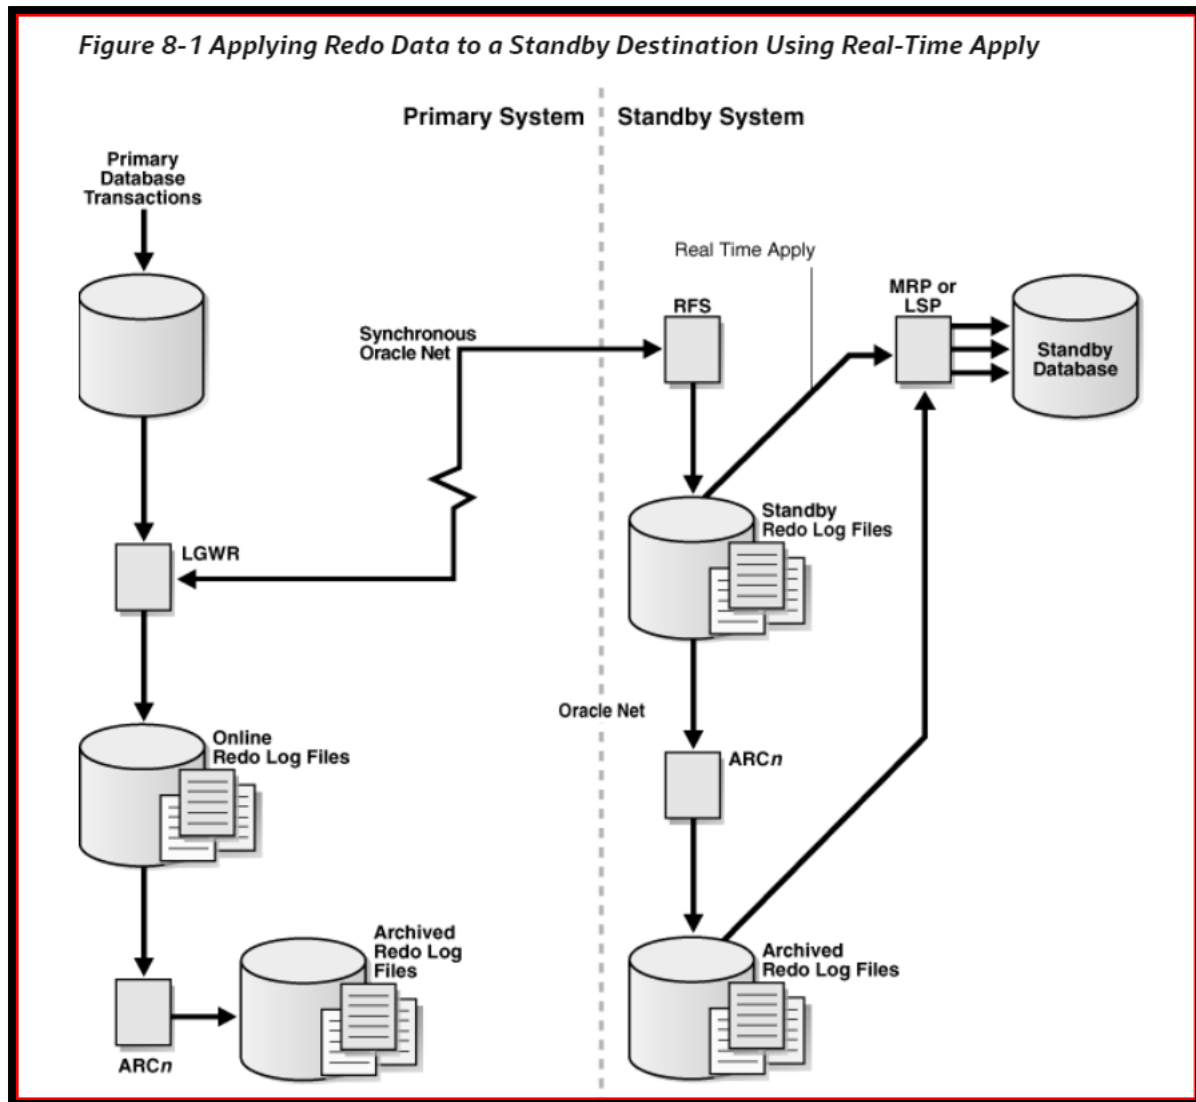 Figure 8-1 Applying Redo Data to a Standby Destination Using Real-Time Apply
Primary System
Standby System
Primary
Database
Transactions
Real Time Apply
MRP or
LSP
RFS
Synchronous
Oracle Net
Standby
Database
Standby
Redo Log Files
LGWR
Oracle Net
Online
Redo Log Files
ARCn
Archived
Redo Log
Files
Archived
Redo Log Files
ARCn